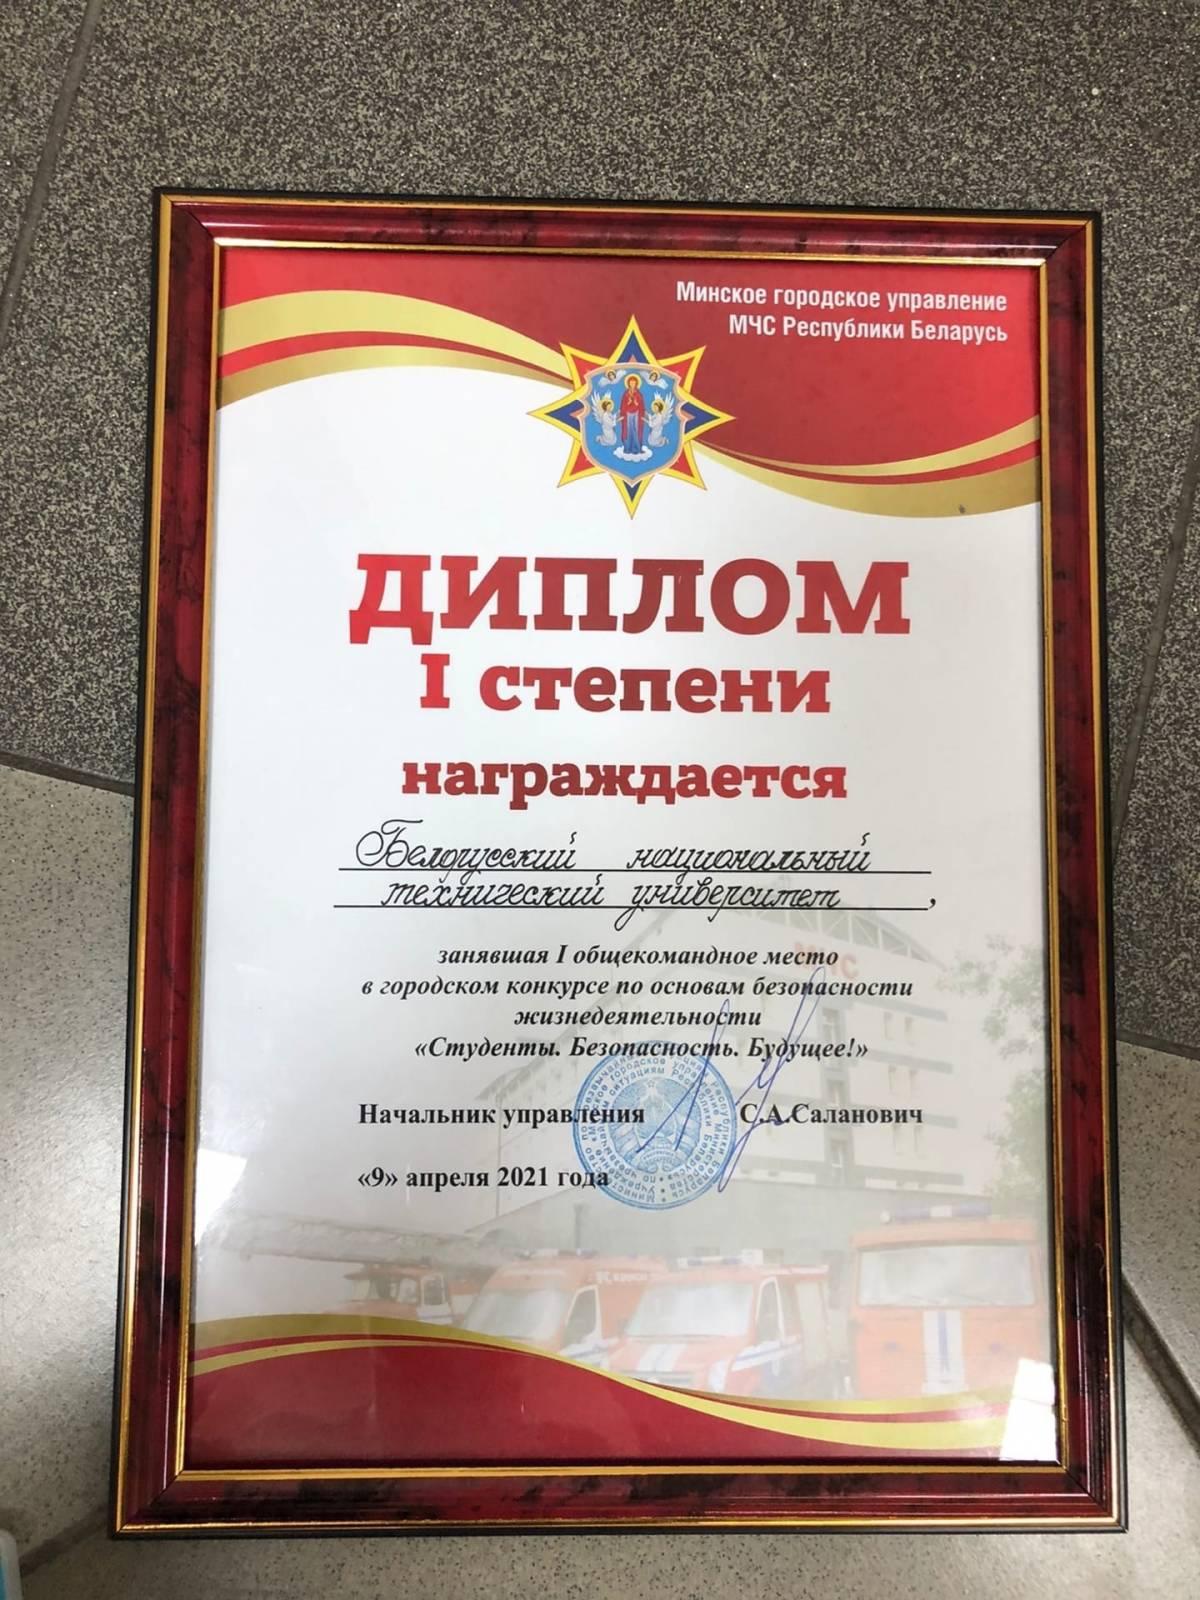 Минское городское управление
МЧС Республики Беларусь
ДИПЛОМ
I степени
награждается
Белорусский национальный
технический университет,
занявшая I общекомандное место
в городском конкурсе по основам безопасности
жизнедеятельности
«Студенты. Безопасность. Будущее!»
Начальник управления С.А.Саланович
«9» апреля 2021 года
МЧС